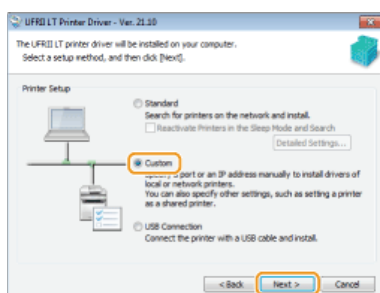 UFRII LT Printer Driver - Ver. 21.10
The UFRII LT printer driver will be installed on your computer.
Select a setup method, and then click [Next].
Printer Setup
Standard
Search for printers on the network and install.
Reactivate Printers in the Sleep Mode and Search
Detailed Settings...
Custom
a port or an IP address manually to install drivers of
local or network printers.
You can also specify other settings, such as setting a printer
as a shared printer.
USB Connection
Connect the printer with a USB cable and install.
< Back
Next >
Cancel